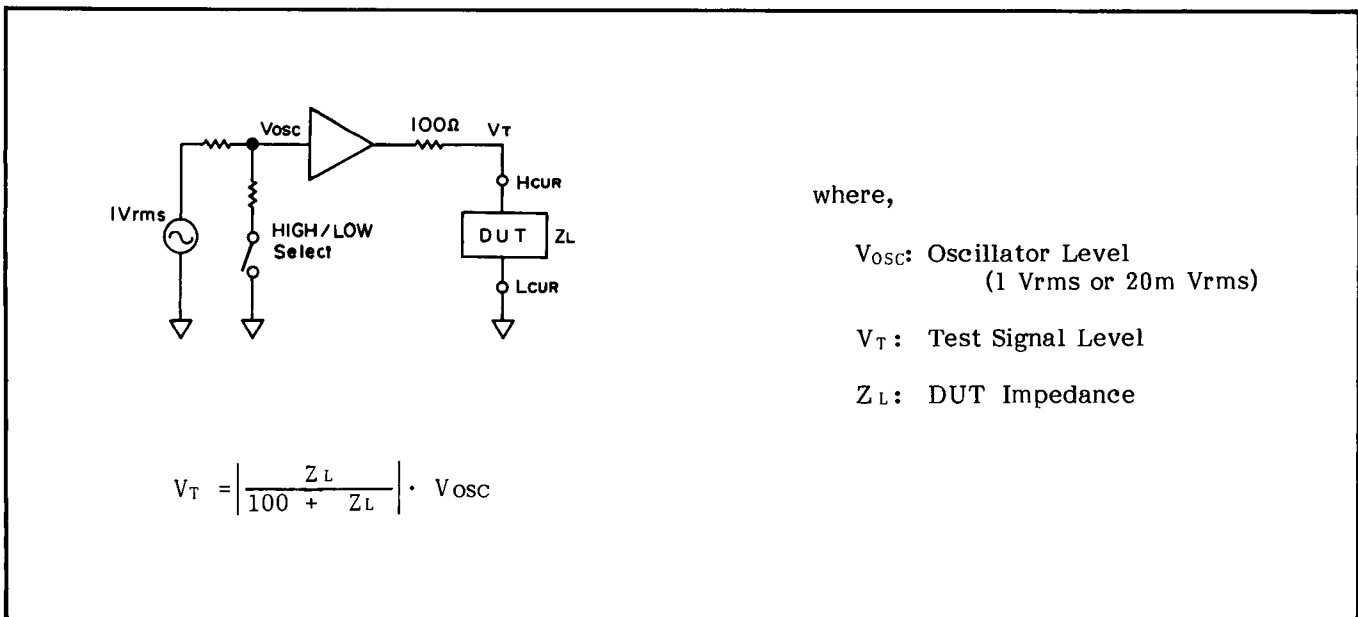 Vosc
100Ω
VT
HCUR
1Vrms
HIGH/LOW
Select
DUT
ZL
LCUR
where,
VOSC: Oscillator Level
(1 Vrms or 20m Vrms)
VT: Test Signal Level
ZL: DUT Impedance
VT = | ZL / 100 + ZL | · VOSC